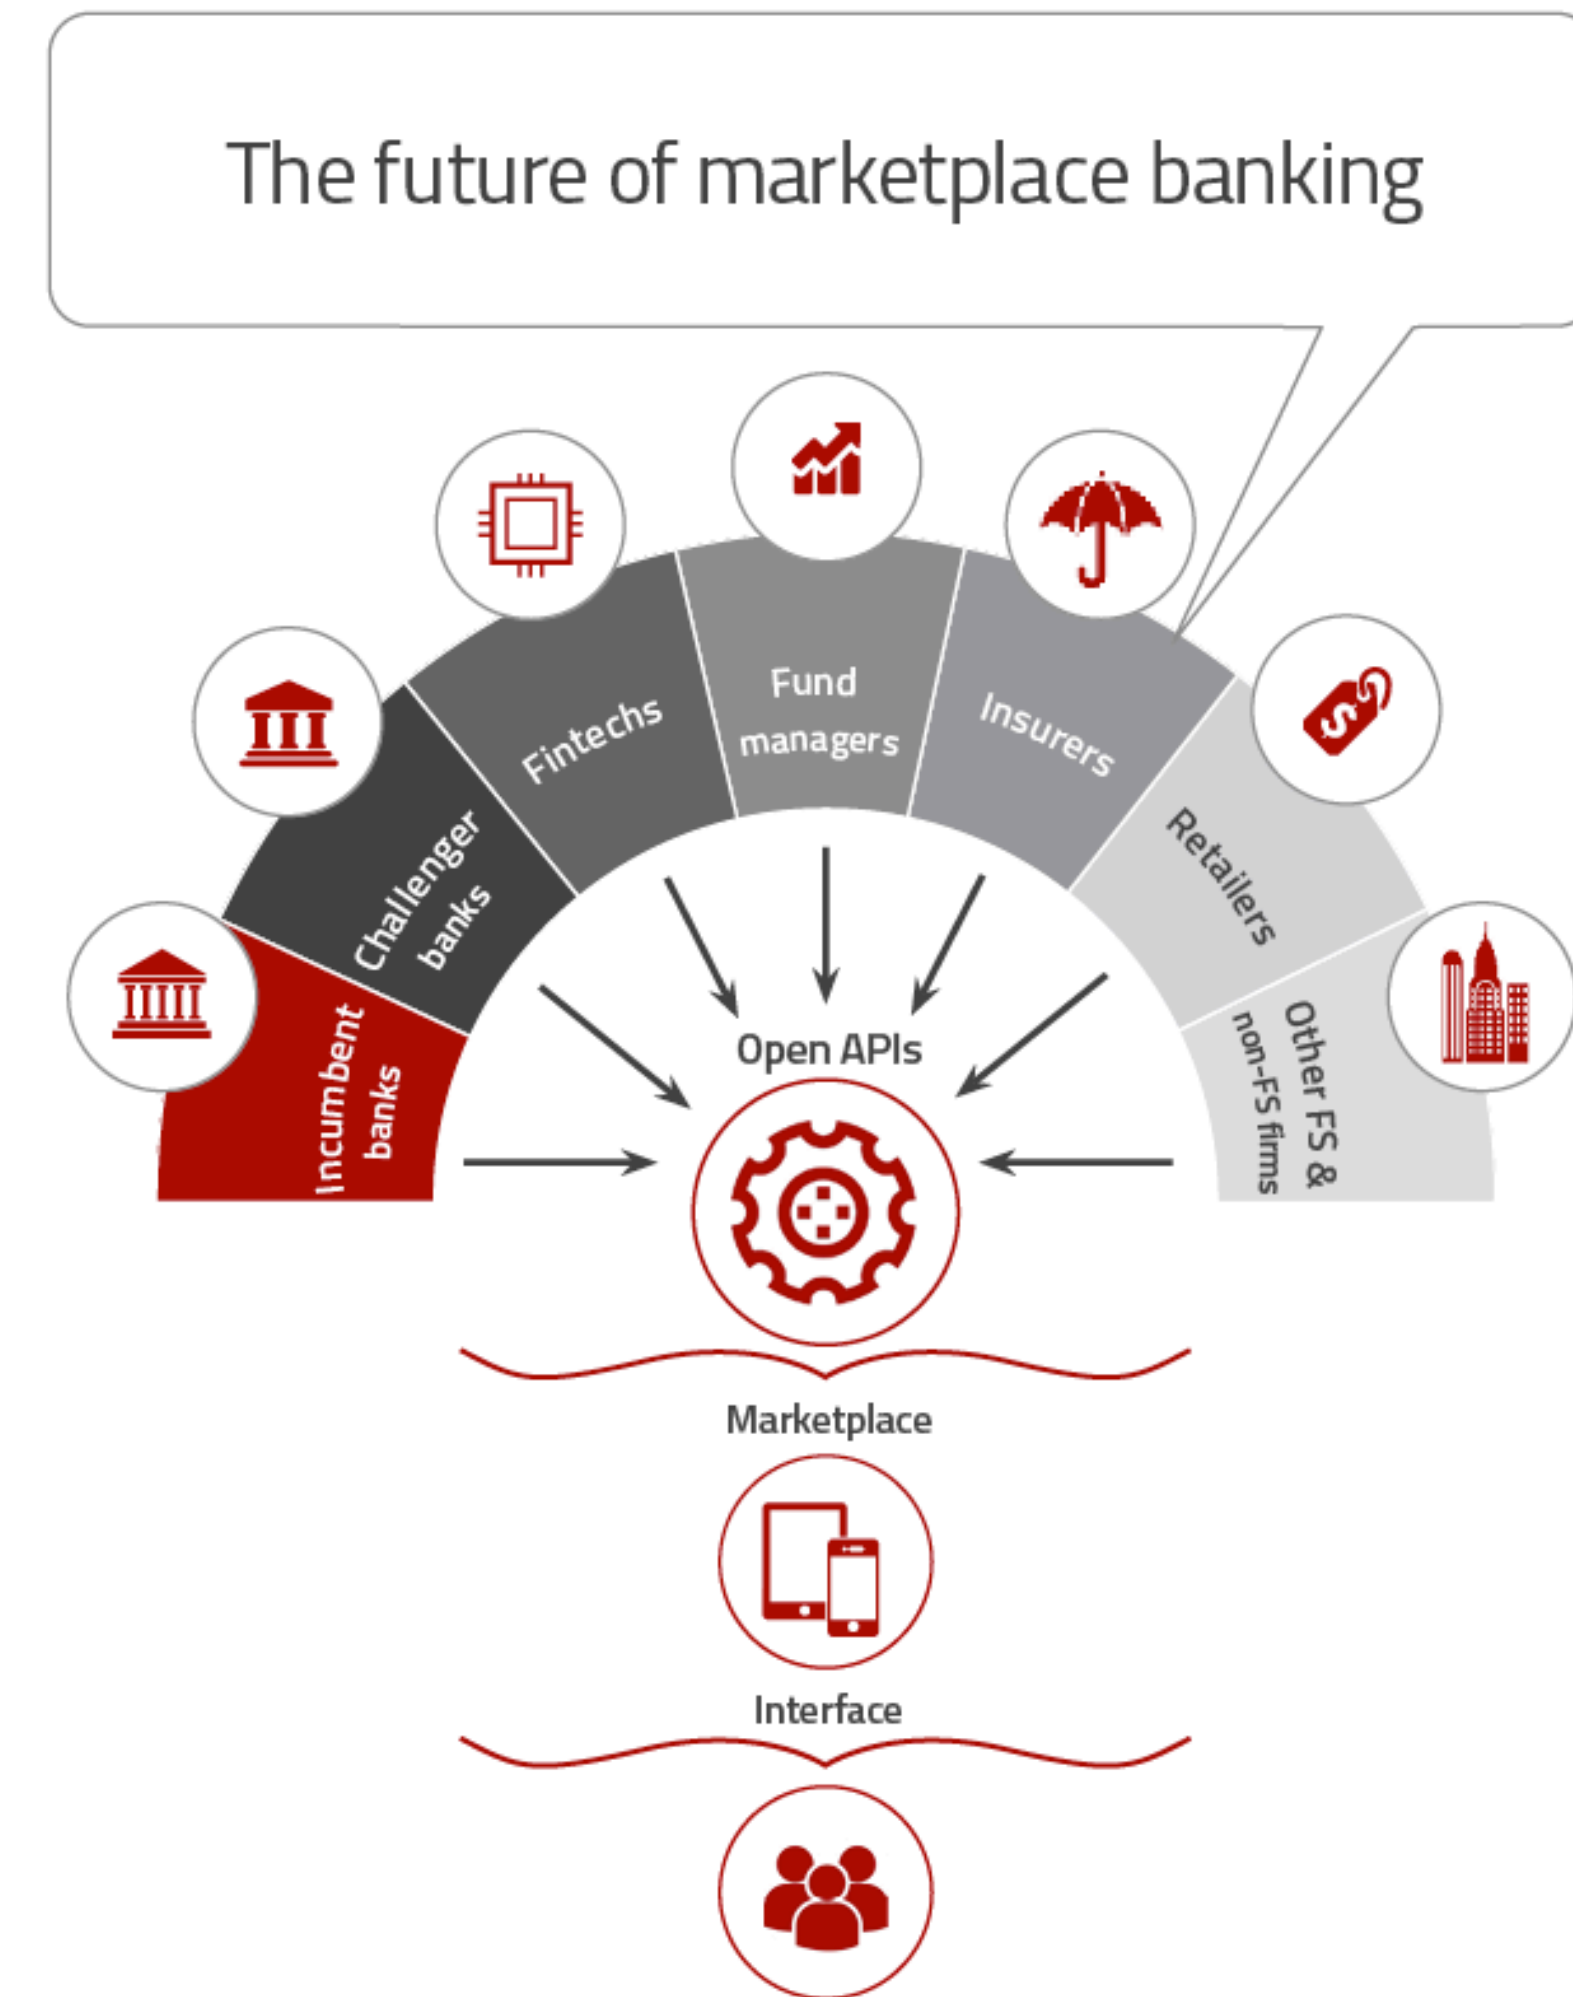 The future of marketplace banking
Incumbent
banks
Challenger
banks
Fintechs
Fund
managers
Insurers
Retailers
Other FS &
non-FS firms
Open APIs
Marketplace
Interface